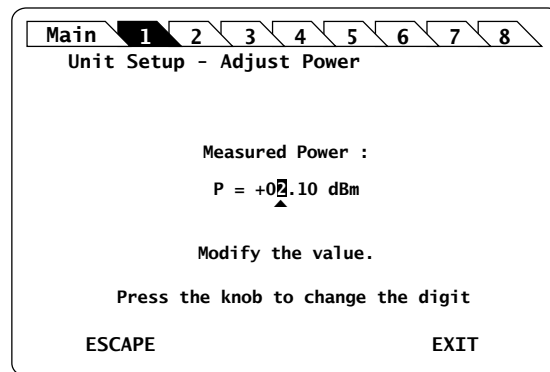 Main 1 2 3 4 5 6 7 8
Unit Setup - Adjust Power
Measured Power :
P = +02.10 dBm
Modify the value.
Press the knob to change the digit
ESCAPE EXIT